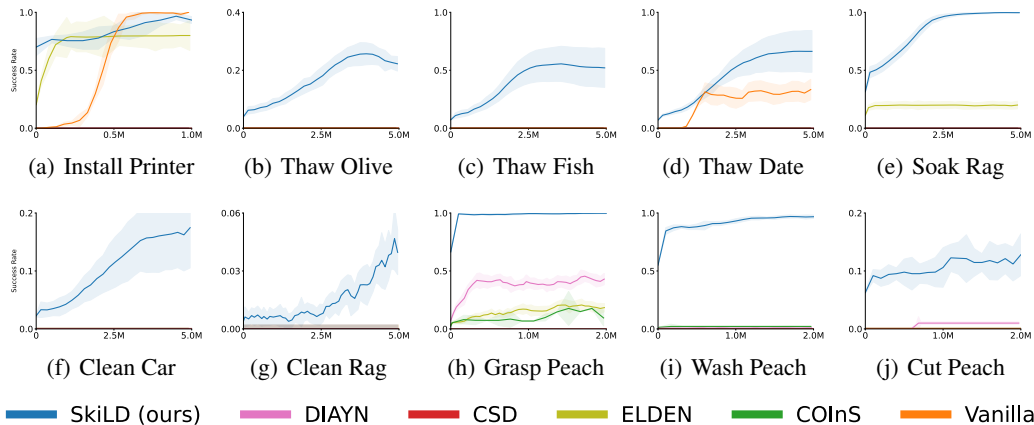 Success Rate
1.0
0.5
0.0
0 0.5M 1.0M
(a) Install Printer
0.4
0.2
0.0
0 2.5M 5.0M
(b) Thaw Olive
1.0
0.5
0.0
0 2.5M 5.0M
(c) Thaw Fish
1.0
0.5
0.0
0 2.5M 5.0M
(d) Thaw Date
1.0
0.5
0.0
0 2.5M 5.0M
(e) Soak Rag
Success Rate
0.2
0.1
0.0
0 2.5M 5.0M
(f) Clean Car
0.06
0.03
0.00
0 2.5M 5.0M
(g) Clean Rag
1.0
0.5
0.0
0 1.0M 2.0M
(h) Grasp Peach
1.0
0.5
0.0
0 1.0M 2.0M
(i) Wash Peach
0.2
0.1
0.0
0 1.0M 2.0M
(j) Cut Peach
SkiLD (ours) DIAYN CSD ELDEN COInS Vanilla